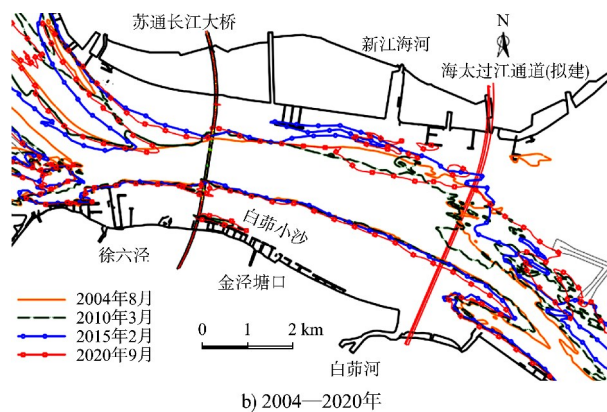 苏通长江大桥
新江海河
N
海太过江通道(拟建)
白茆小沙
徐六泾
金泾塘口
2004年8月
2010年3月
2015年2月
2020年9月
0 1 2 km
白茆河
b) 2004—2020年